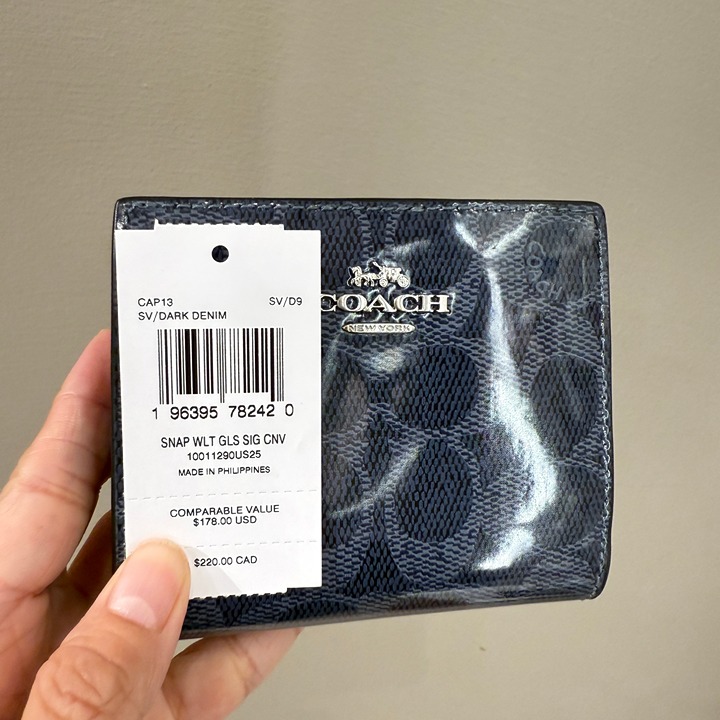 CAP13 SV/D9
SV/DARK DENIM
1 96395 78242 0
SNAP WLT GLS SIG CNV
10011290US25
MADE IN PHILIPPINES
COMPARABLE VALUE
$178.00 USD
$220.00 CAD
COACH
NEW YORK